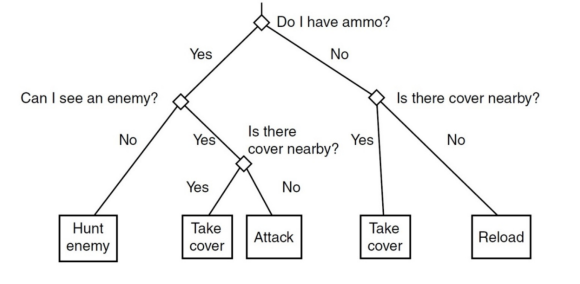 Do I have ammo?
Yes
No
Can I see an enemy?
Is there cover nearby?
No
Yes
Is there
cover nearby?
Yes
No
Yes
No
Hunt
enemy
Take
cover
Attack
Take
cover
Reload